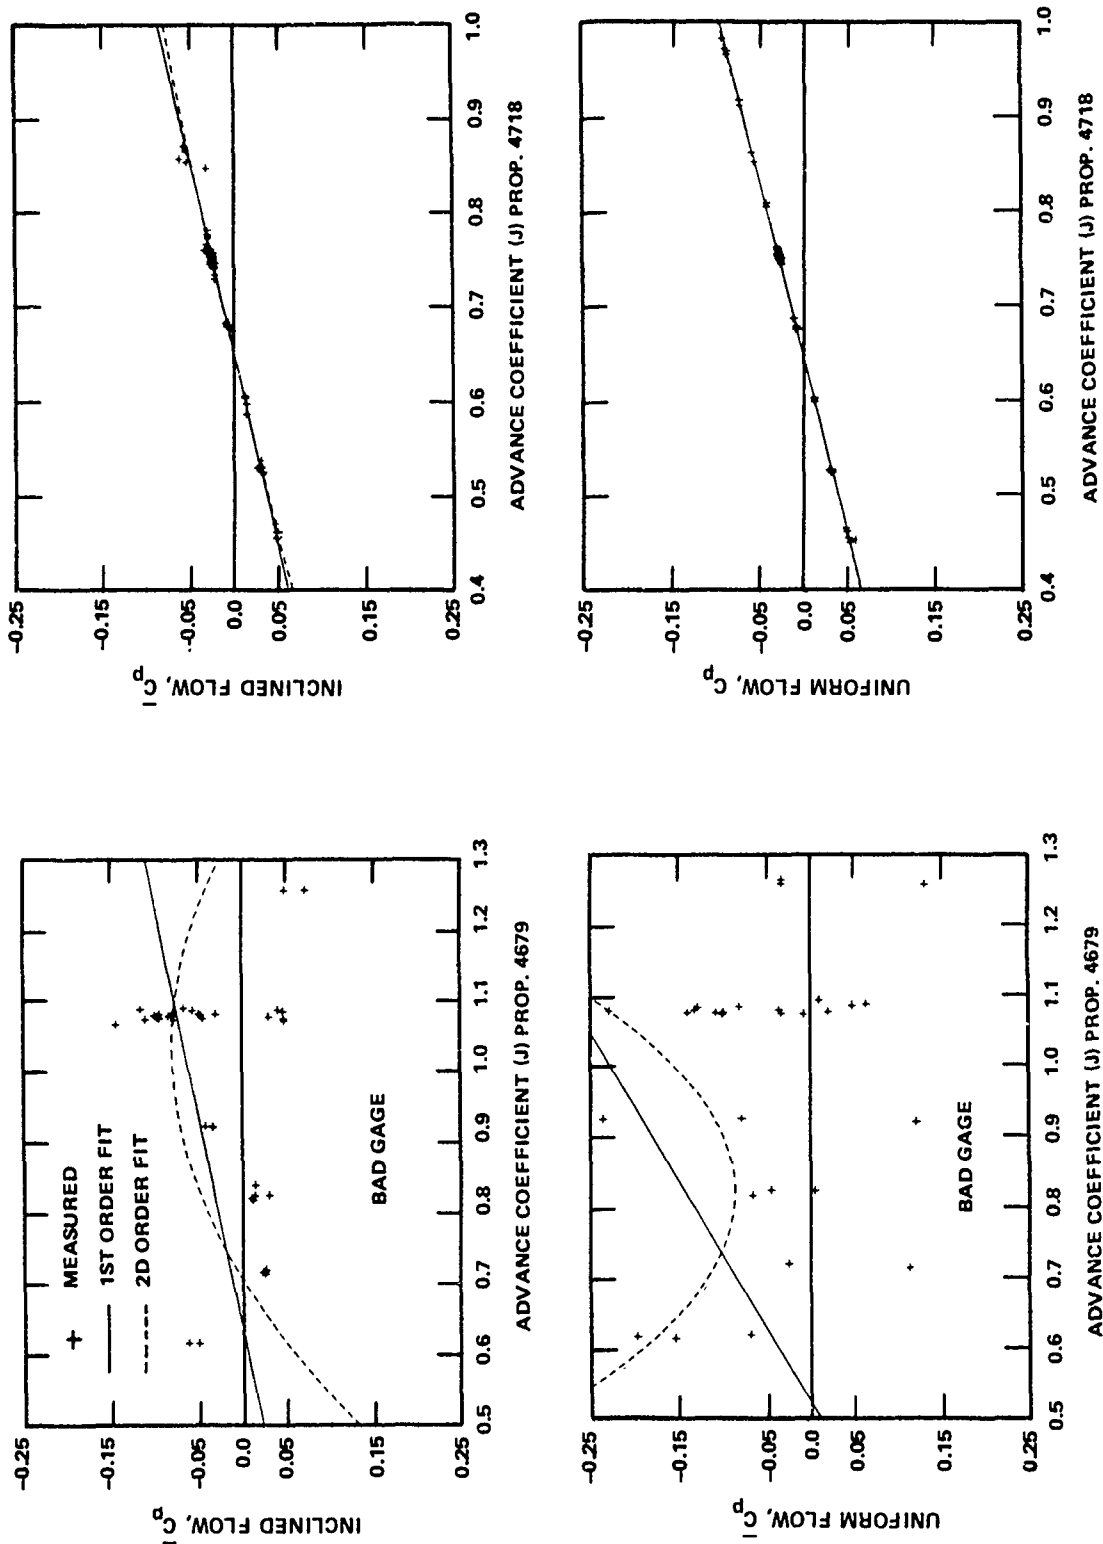 INCLINED FLOW, C̄p
−0.25
−0.15
−0.05
0.0
0.05
0.15
0.25
+ MEASURED
1ST ORDER FIT
2D ORDER FIT
BAD GAGE
0.5 0.6 0.7 0.8 0.9 1.0 1.1 1.2 1.3
ADVANCE COEFFICIENT (J) PROP. 4679
INCLINED FLOW, C̄p
−0.25
−0.15
−0.05
0.0
0.05
0.15
0.25
0.4 0.5 0.6 0.7 0.8 0.9 1.0
ADVANCE COEFFICIENT (J) PROP. 4718
UNIFORM FLOW, C̄p
−0.25
−0.15
−0.05
0.0
0.05
0.15
0.25
BAD GAGE
0.5 0.6 0.7 0.8 0.9 1.0 1.1 1.2 1.3
ADVANCE COEFFICIENT (J) PROP. 4679
UNIFORM FLOW, Cp
−0.25
−0.15
−0.05
0.0
0.05
0.15
0.25
0.4 0.5 0.6 0.7 0.8 0.9 1.0
ADVANCE COEFFICIENT (J) PROP. 4718